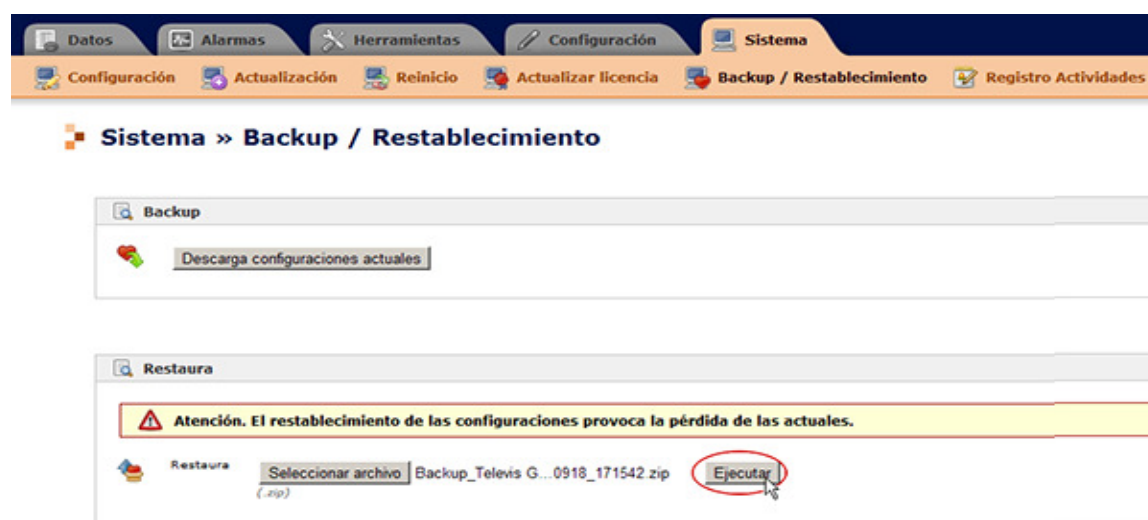 Datos Alarmas Herramientas Configuración Sistema
Configuración Actualización Reinicio Actualizar licencia Backup / Restablecimiento Registro Actividades
Sistema » Backup / Restablecimiento
Backup
Descarga configuraciones actuales
Restaura
Atención. El restablecimiento de las configuraciones provoca la pérdida de las actuales.
Restaura Seleccionar archivo Backup_Televis G...0918_171542.zip Ejecutar
(.zip)